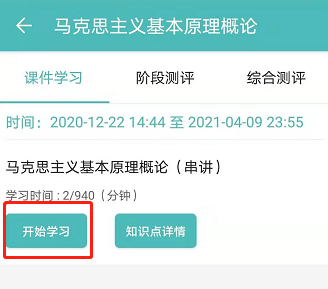 马克思主义基本原理概论
课件学习 阶段测评 综合测评
时间：2020-12-22 14:44 至 2021-04-09 23:55
马克思主义基本原理概论（串讲）
学习时间 : 2/940（分钟）
开始学习 知识点详情